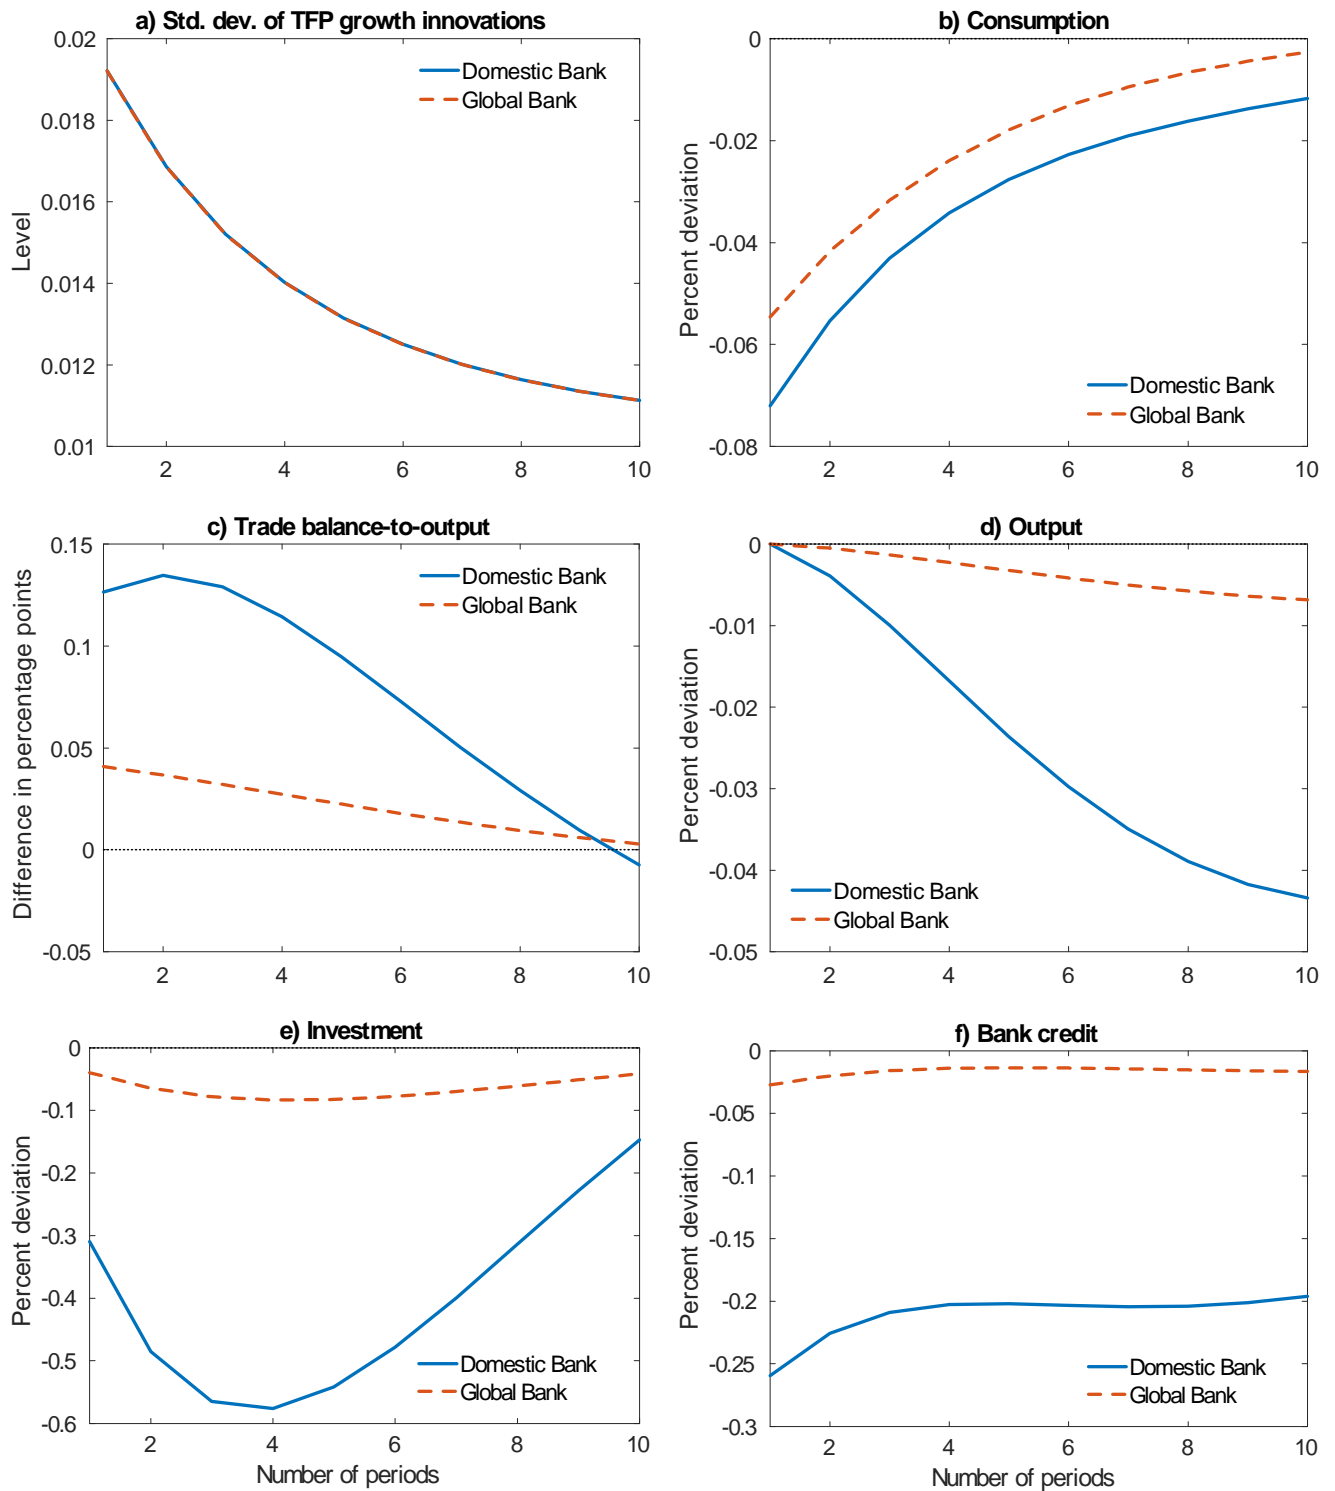 a) Std. dev. of TFP growth innovations
0.02
0.018
0.016
0.014
0.012
0.01
Level
Domestic Bank
Global Bank
2 4 6 8 10
b) Consumption
0
-0.02
-0.04
-0.06
-0.08
Percent deviation
Domestic Bank
Global Bank
2 4 6 8 10
c) Trade balance-to-output
0.15
0.1
0.05
0
-0.05
Difference in percentage points
Domestic Bank
Global Bank
2 4 6 8 10
d) Output
0
-0.01
-0.02
-0.03
-0.04
-0.05
Percent deviation
Domestic Bank
Global Bank
2 4 6 8 10
e) Investment
0
-0.1
-0.2
-0.3
-0.4
-0.5
-0.6
Percent deviation
Domestic Bank
Global Bank
2 4 6 8 10
Number of periods
f) Bank credit
0
-0.05
-0.1
-0.15
-0.2
-0.25
-0.3
Percent deviation
Domestic Bank
Global Bank
2 4 6 8 10
Number of periods